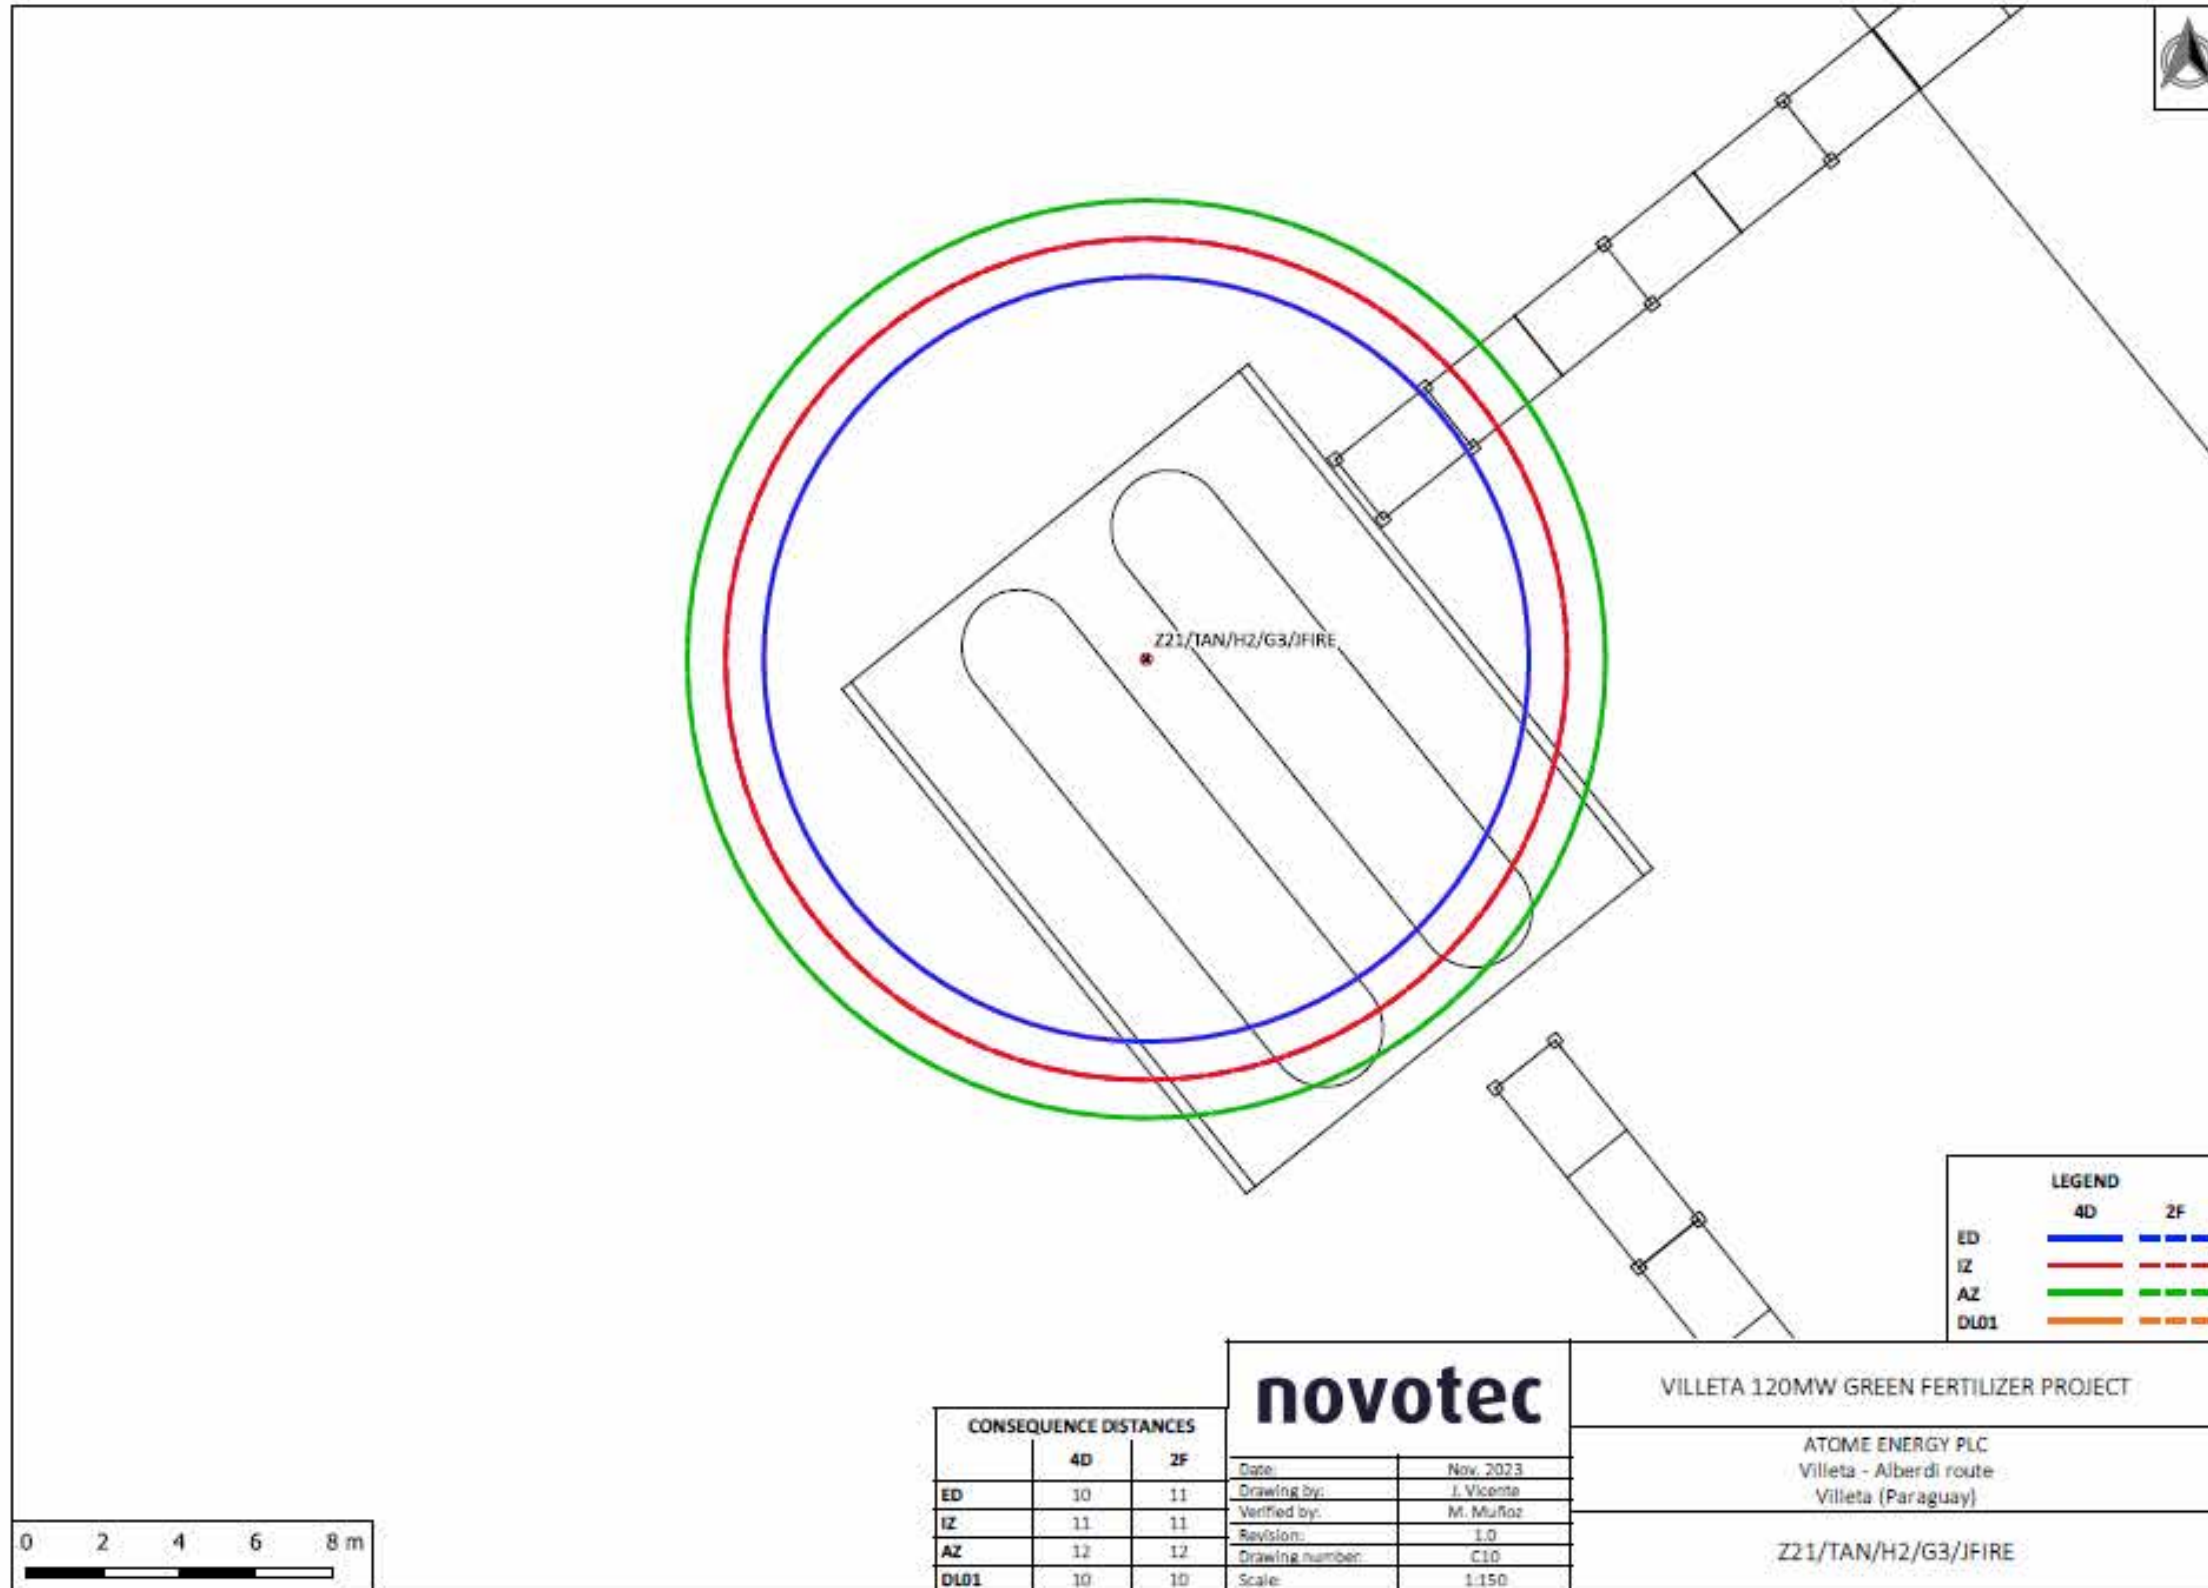 Z21/TAN/H2/G3/JFIRE
LEGEND
4D 2F
ED
IZ
AZ
DL01
0 2 4 6 8 m
CONSEQUENCE DISTANCES
4D 2F
ED 10 11
IZ 11 11
AZ 12 12
DL01 10 10
novotec
Date: Nov. 2023
Drawing by: J. Vicente
Verified by: M. Muñoz
Revision: 1.0
Drawing number: C10
Scale: 1:150
VILLETA 120MW GREEN FERTILIZER PROJECT
ATOME ENERGY PLC
Villeta - Alberdi route
Villeta (Paraguay)
Z21/TAN/H2/G3/JFIRE